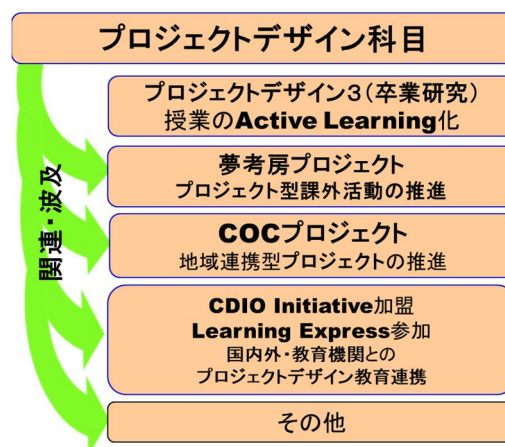 プロジェクトデザイン科目
プロジェクトデザイン3(卒業研究)
授業のActive Learning化
夢考房プロジェクト
プロジェクト型課外活動の推進
COCプロジェクト
地域連携型プロジェクトの推進
CDIO Initiative加盟
Learning Express参加
国内外・教育機関との
プロジェクトデザイン教育連携
その他
関連・波及